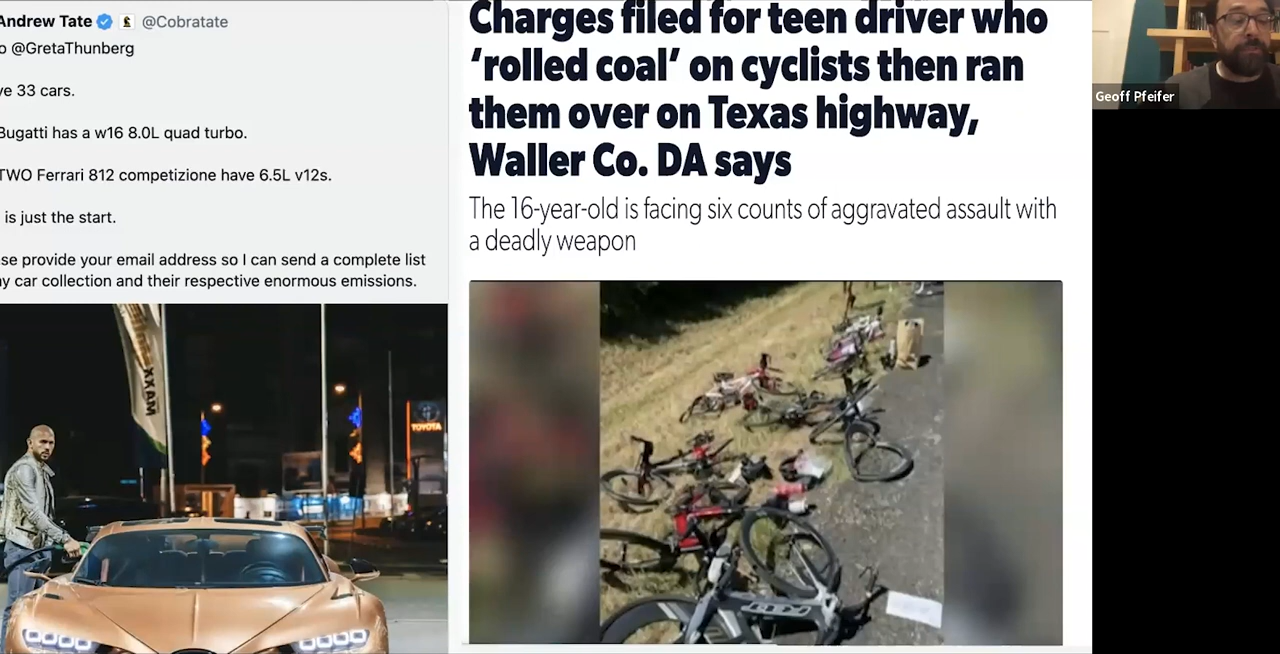 Andrew Tate @Cobratate
o @GretaThunberg
ve 33 cars.
Bugatti has a w16 8.0L quad turbo.
TWO Ferrari 812 competizione have 6.5L v12s.
is just the start.
se provide your email address so I can send a complete list
y car collection and their respective enormous emissions.
MAXX
TOYOTA
Charges filed for teen driver who
‘rolled coal’ on cyclists then ran
them over on Texas highway,
Waller Co. DA says
The 16-year-old is facing six counts of aggravated assault with
a deadly weapon
Geoff Pfeifer